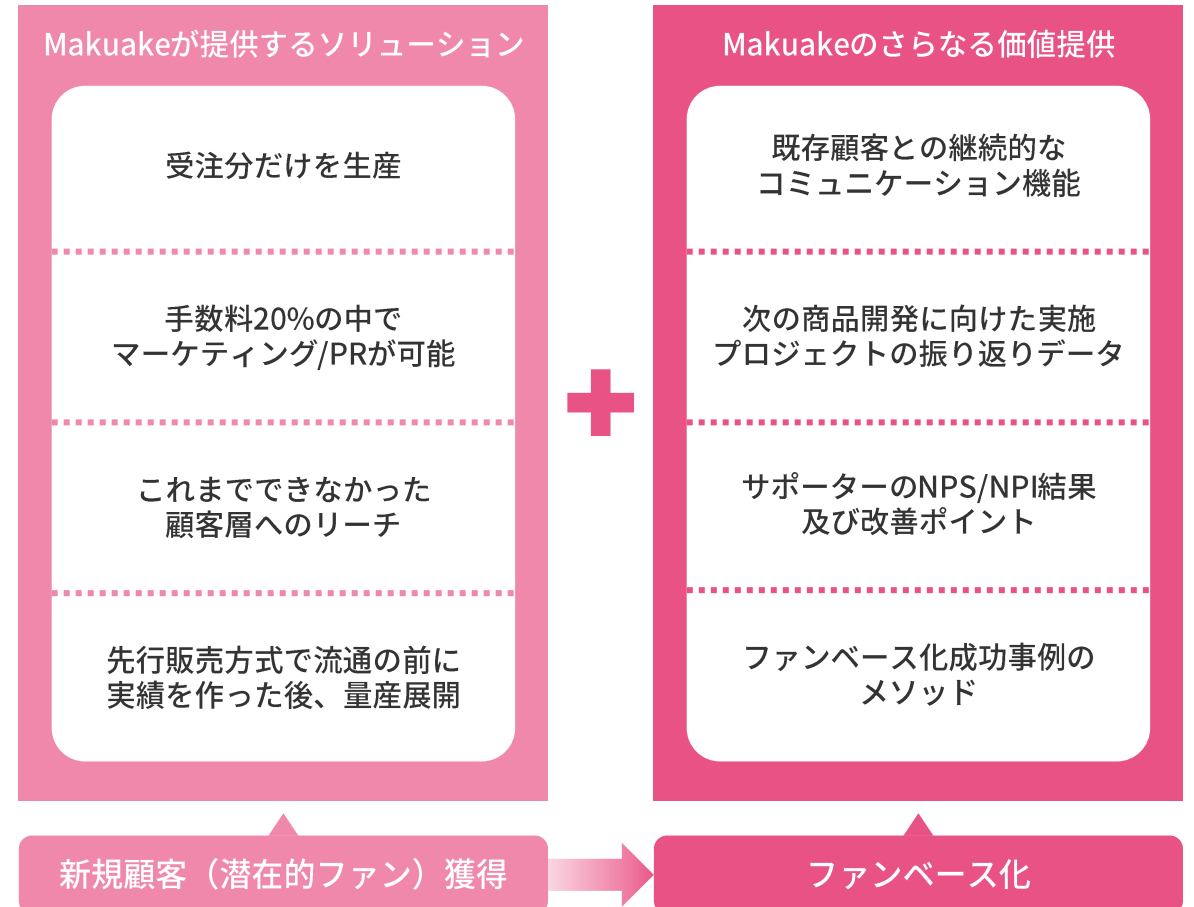 Makuakeが提供するソリューション
受注分だけを生産
手数料20%の中で
マーケティング/PRが可能
これまでできなかった
顧客層へのリーチ
先行販売方式で流通の前に
実績を作った後、量産展開
新規顧客（潜在的ファン）獲得
Makuakeのさらなる価値提供
既存顧客との継続的な
コミュニケーション機能
次の商品開発に向けた実施
プロジェクトの振り返りデータ
サポーターのNPS/NPI結果
及び改善ポイント
ファンベース化成功事例の
メソッド
ファンベース化